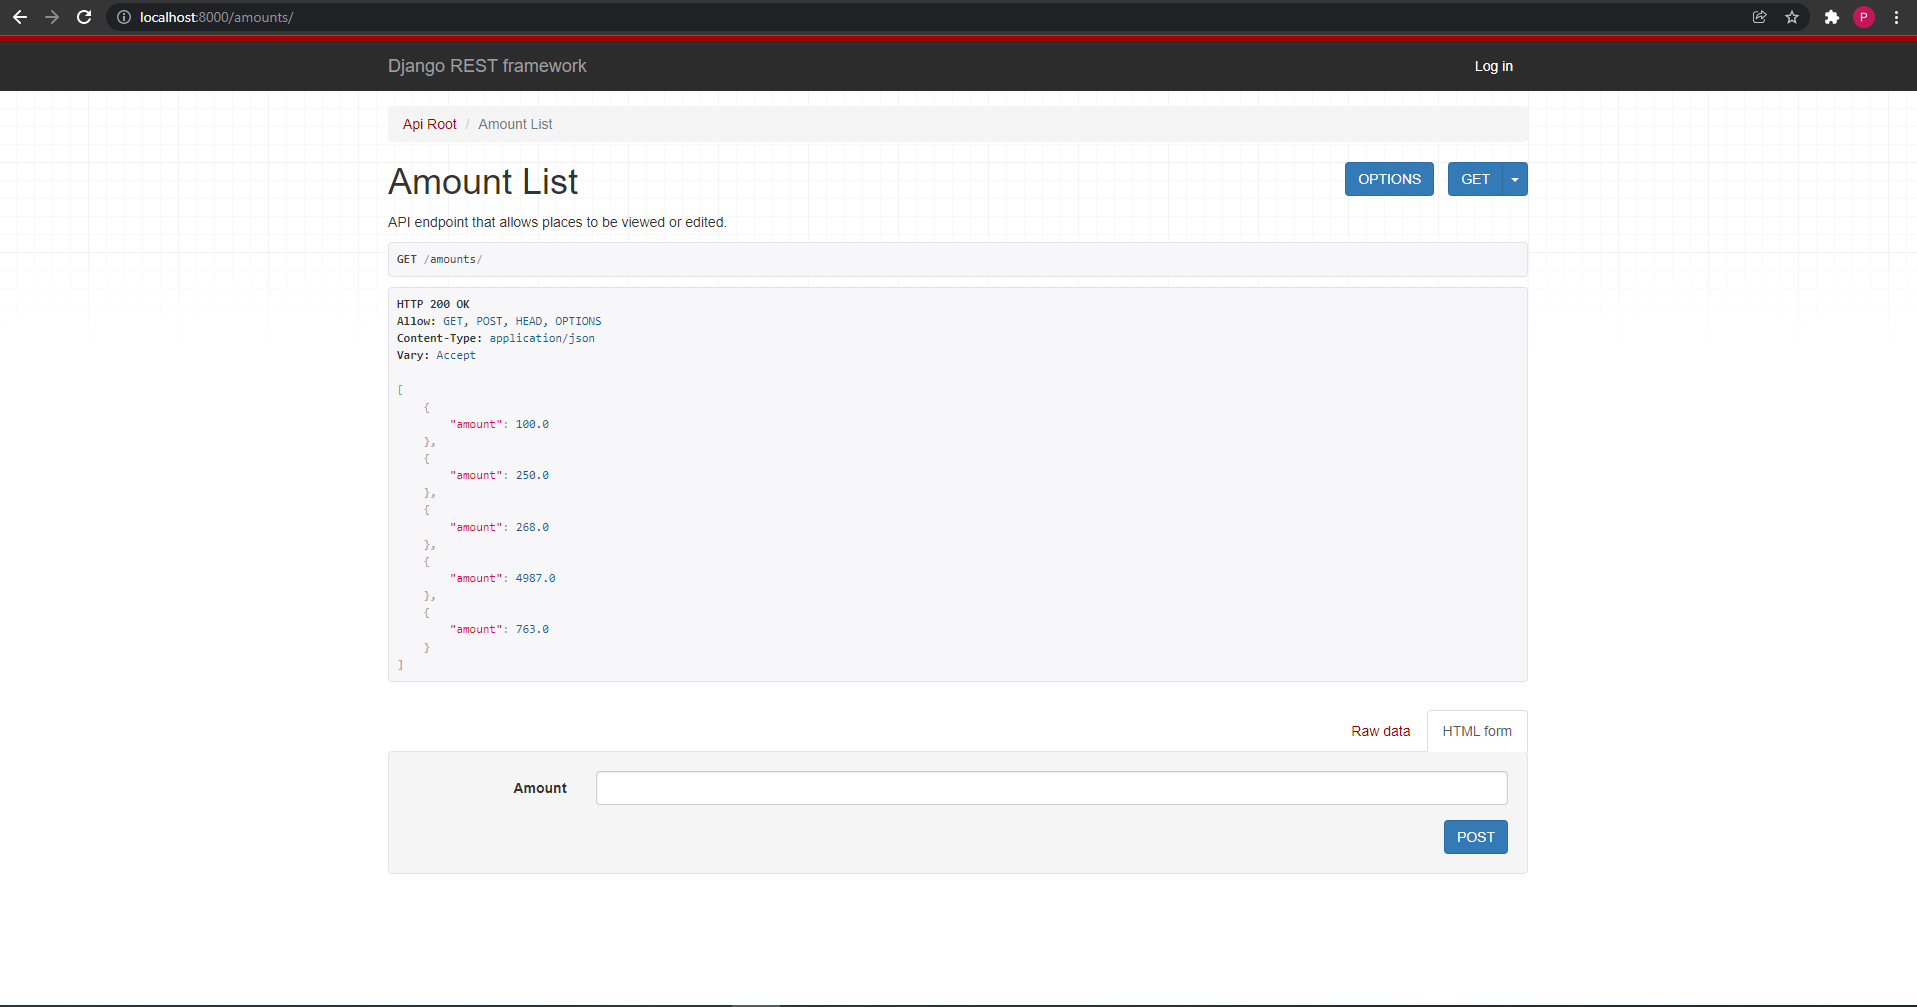 localhost:8000/amounts/
P
Django REST framework
Log in
Api Root / Amount List
Amount List
OPTIONS
GET
API endpoint that allows places to be viewed or edited.
GET /amounts/
HTTP 200 OK
Allow: GET, POST, HEAD, OPTIONS
Content-Type: application/json
Vary: Accept
[
    {
        "amount": 100.0
    },
    {
        "amount": 250.0
    },
    {
        "amount": 268.0
    },
    {
        "amount": 4987.0
    },
    {
        "amount": 763.0
    }
]
Raw data
HTML form
Amount
POST